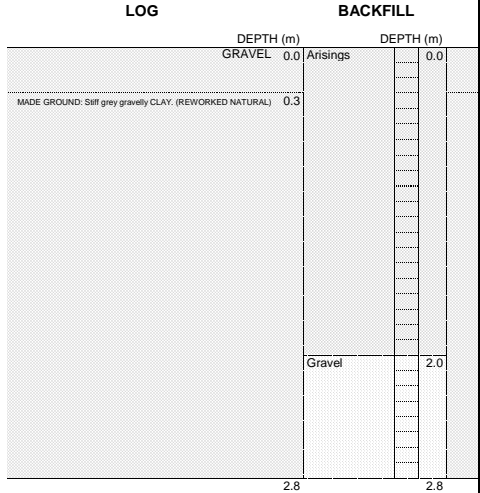 LOG BACKFILL
DEPTH (m) DEPTH (m)
GRAVEL 0.0 Arisings 0.0
MADE GROUND: Stiff grey gravelly CLAY. (REWORKED NATURAL) 0.3
Gravel 2.0
2.8 2.8